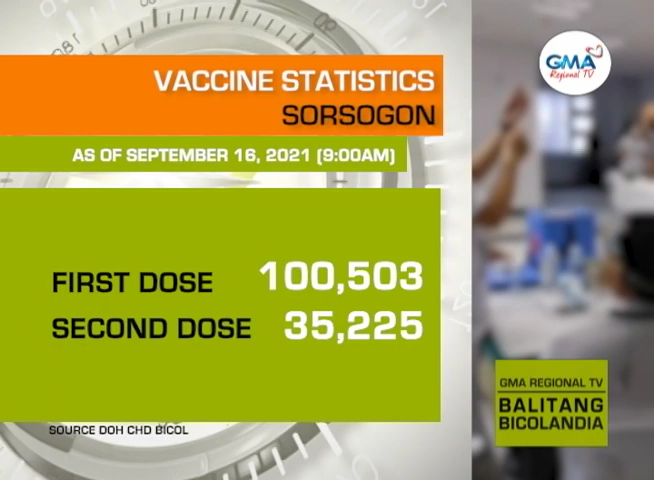 VACCINE STATISTICS
SORSOGON
AS OF SEPTEMBER 16, 2021 (9:00AM)
FIRST DOSE 100,503
SECOND DOSE 35,225
SOURCE DOH CHD BICOL
GMA
Regional TV
GMA REGIONAL TV
BALITANG
BICOLANDIA